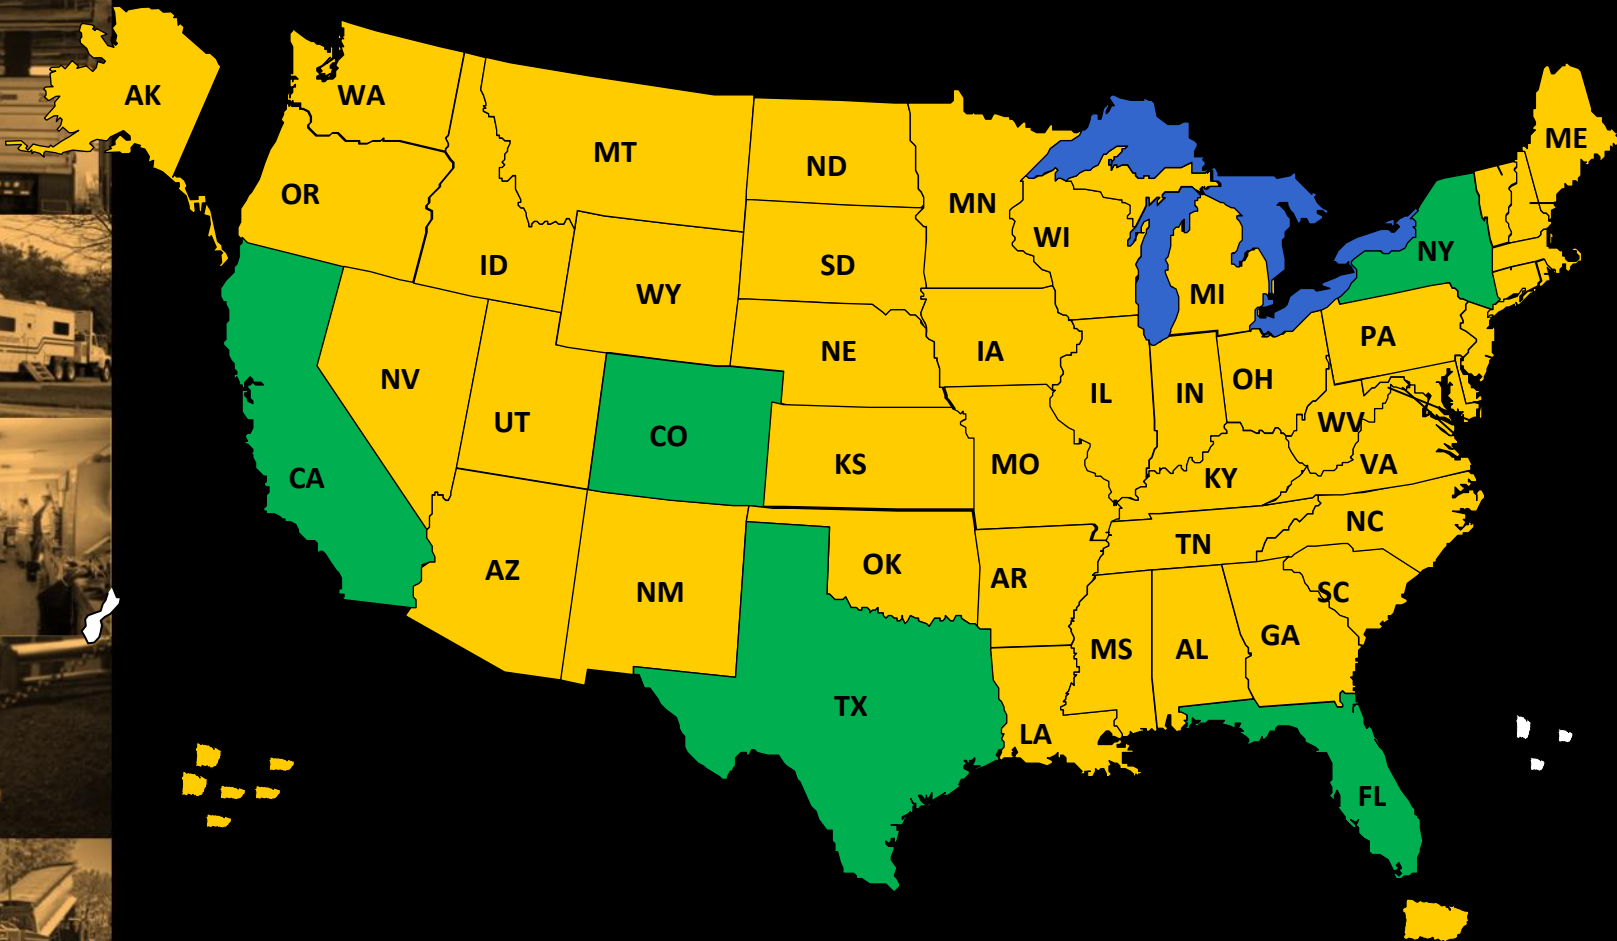 AK
WA
ME
MT
ND
OR
MN
WI
NY
ID
SD
WY
MI
PA
NE
IA
NV
OH
IL
IN
UT
WV
CO
KS
MO
VA
CA
KY
NC
TN
OK
AZ
AR
NM
SC
GA
MS
AL
TX
LA
FL